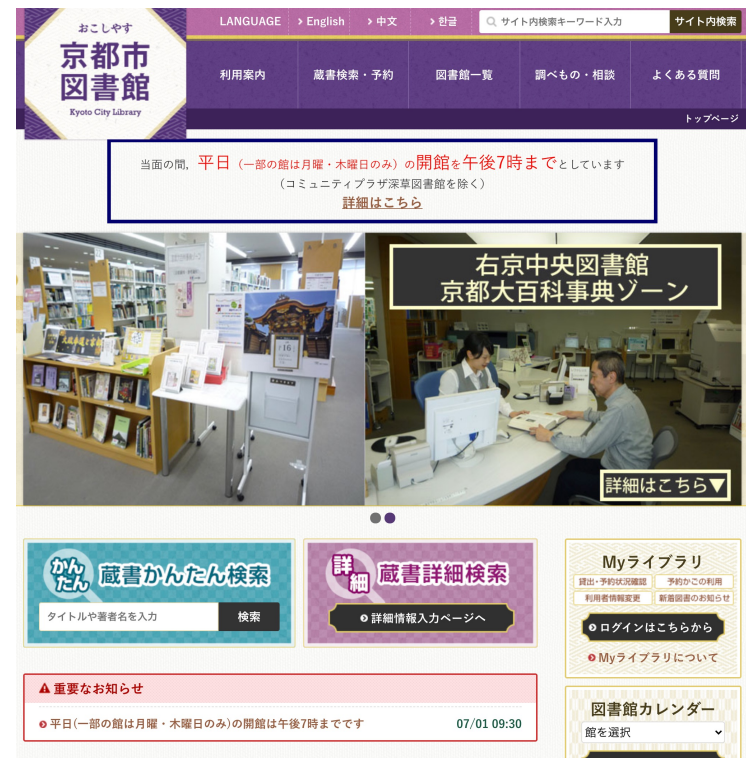 おこしやす
京都市
図書館
Kyoto City Library
LANGUAGE
English
中文
한글
サイト内検索キーワード入力
サイト内検索
利用案内
蔵書検索・予約
図書館一覧
調べもの・相談
よくある質問
トップページ
当面の間，平日（一部の館は月曜・木曜日のみ）の開館を午後7時までとしています
（コミュニティプラザ深草図書館を除く）
詳細はこちら
右京中央図書館
京都大百科事典ゾーン
詳細はこちら▼
かんたん
蔵書かんたん検索
タイトルや著者名を入力
検索
詳細
蔵書詳細検索
詳細情報入力ページへ
Myライブラリ
貸出・予約状況確認
予約かごの利用
利用者情報変更
新着図書のお知らせ
ログインはこちらから
Myライブラリについて
重要なお知らせ
平日(一部の館は月曜・木曜日のみ)の開館は午後7時までです
07/01 09:30
図書館カレンダー
館を選択